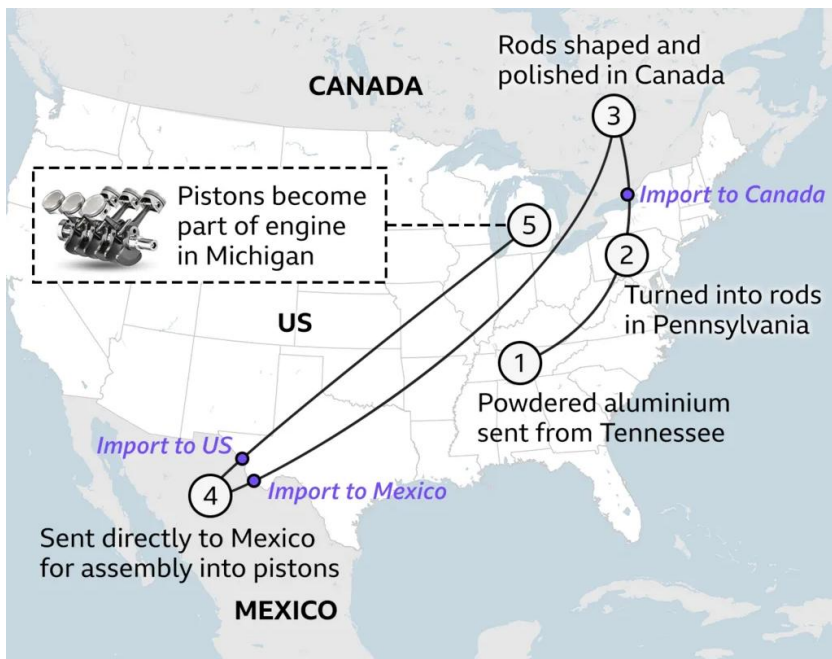 Rods shaped and
polished in Canada
CANADA
3
Import to Canada
Pistons become
part of engine
in Michigan
5
2
Turned into rods
in Pennsylvania
US
1
Powdered aluminium
sent from Tennessee
Import to US
4
Import to Mexico
Sent directly to Mexico
for assembly into pistons
MEXICO